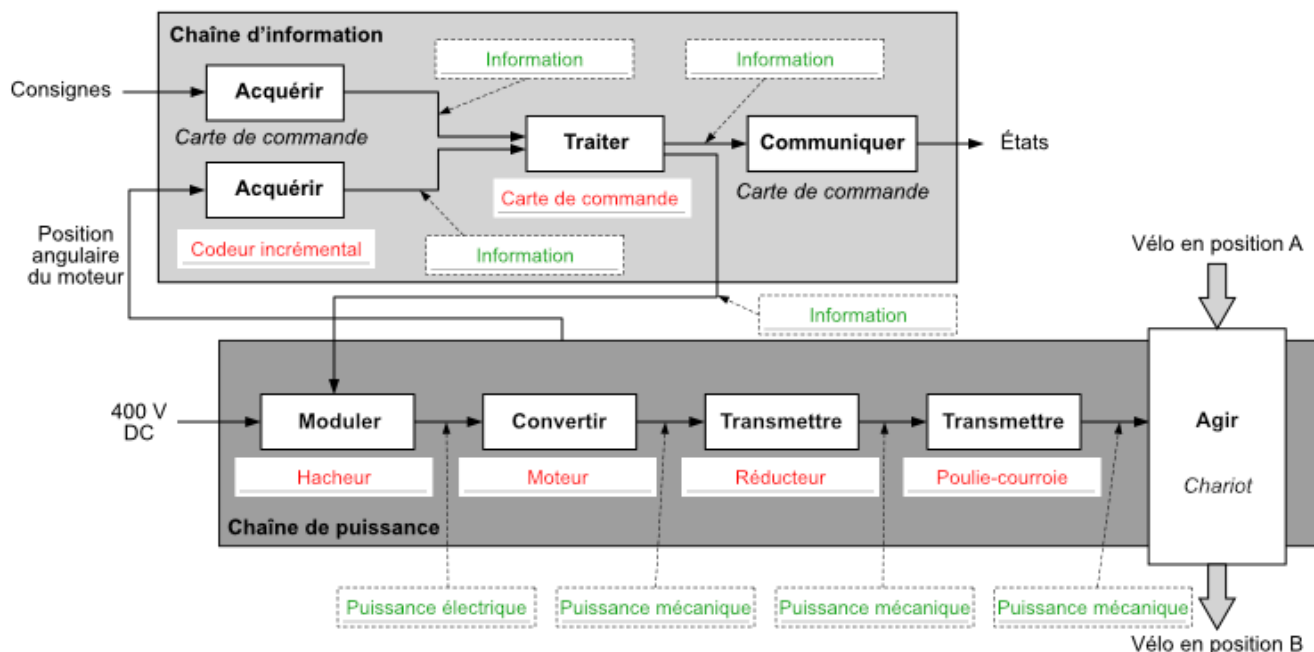 Chaîne d’information
Information
Information
Consignes
Acquérir
Carte de commande
Traiter
Communiquer
États
Carte de commande
Carte de commande
Acquérir
Codeur incrémental
Information
Position
angulaire
du moteur
Vélo en position A
Information
400 V
DC
Moduler
Convertir
Transmettre
Transmettre
Agir
Hacheur
Moteur
Réducteur
Poulie-courroie
Chariot
Chaîne de puissance
Puissance électrique
Puissance mécanique
Puissance mécanique
Puissance mécanique
Vélo en position B